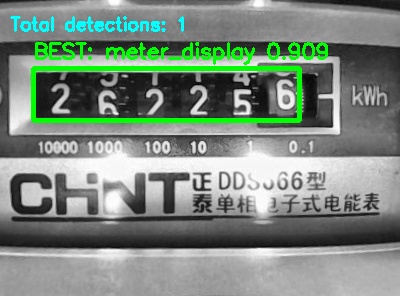 Total detections: 1
BEST: meter_display 0.909
2 6 2 2 5 6 kWh
10000 1000 100 10 1 0.1
CHNT 正泰 DDS666型
单相电子式电能表